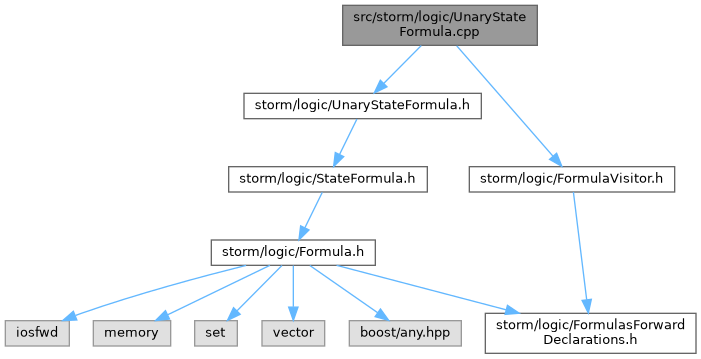 src/storm/logic/UnaryState
Formula.cpp
storm/logic/UnaryStateFormula.h
storm/logic/StateFormula.h
storm/logic/FormulaVisitor.h
storm/logic/Formula.h
iosfwd
memory
set
vector
boost/any.hpp
storm/logic/FormulasForward
Declarations.h